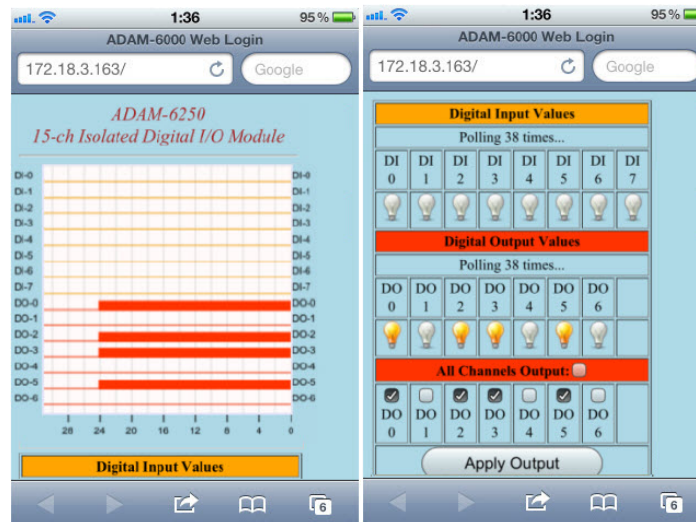 1:36
95 %
ADAM-6000 Web Login
172.18.3.163/
Google
ADAM-6250
15-ch Isolated Digital I/O Module
DI-0 DI-0
DI-1 DI-1
DI-2 DI-2
DI-3 DI-3
DI-4 DI-4
DI-5 DI-5
DI-6 DI-6
DI-7 DI-7
DO-0 DO-0
DO-1 DO-1
DO-2 DO-2
DO-3 DO-3
DO-4 DO-4
DO-5 DO-5
DO-6 DO-6
28 24 20 16 12 8 4 0
Digital Input Values
6
1:36
95 %
ADAM-6000 Web Login
172.18.3.163/
Google
Digital Input Values
Polling 38 times...
DI DI DI DI DI DI DI DI
0 1 2 3 4 5 6 7
Digital Output Values
Polling 38 times...
DO DO DO DO DO DO DO
0 1 2 3 4 5 6
All Channels Output:
DO DO DO DO DO DO DO
0 1 2 3 4 5 6
Apply Output
6